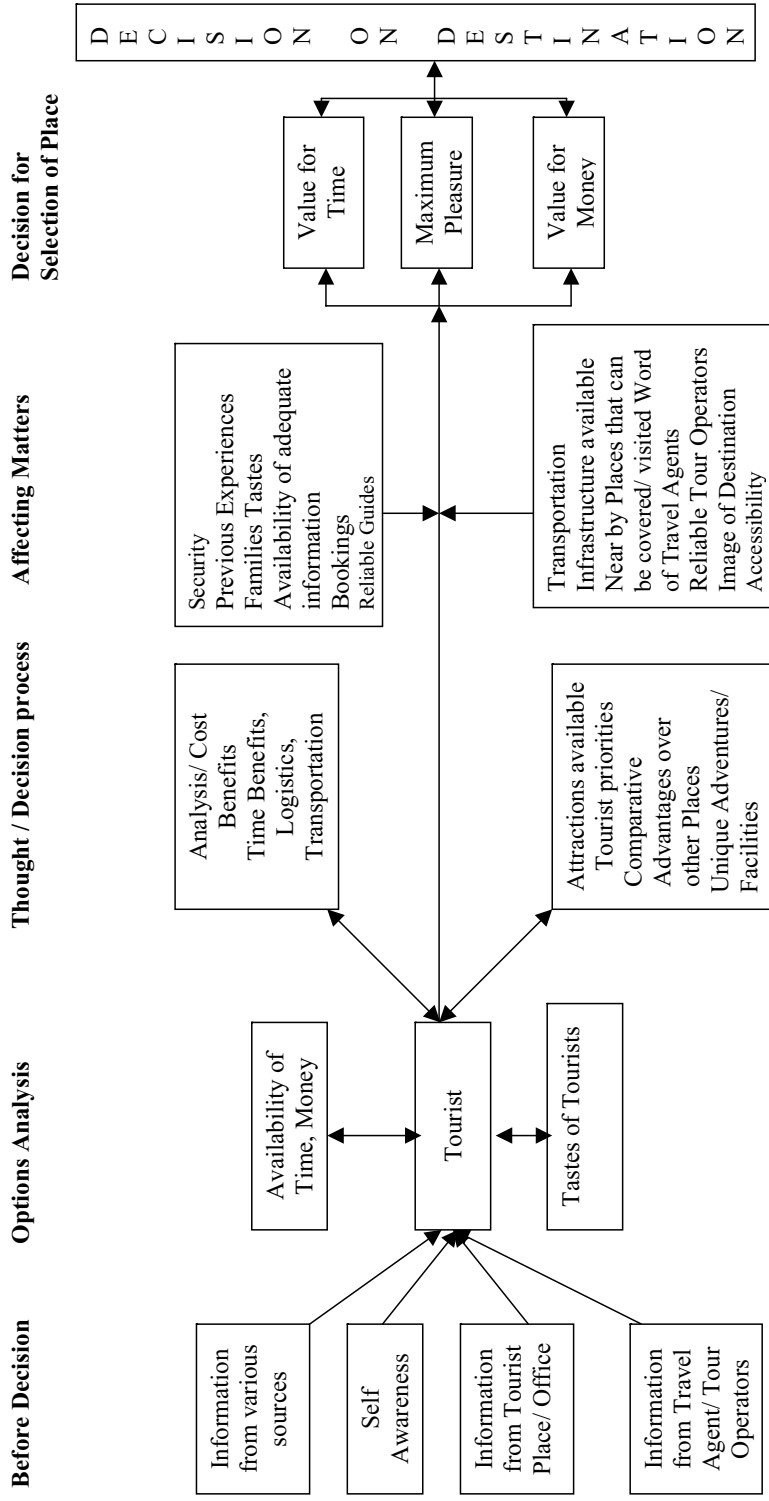 Before Decision
Options Analysis
Thought / Decision process
Affecting Matters
Decision for
Selection of Place
Information
from various
sources
Self
Awareness
Information
from Tourist
Place/ Office
Information
from Travel
Agent/ Tour
Operators
Availability of
Time, Money
Tourist
Tastes of Tourists
Analysis/ Cost
Benefits
Time Benefits,
Logistics,
Transportation
Attractions available
Tourist priorities
Comparative
Advantages over
other Places
Unique Adventures/
Facilities
Security
Previous Experiences
Families Tastes
Availability of adequate
information
Bookings
Reliable Guides
Transportation
Infrastructure available
Near by Places that can
be covered/ visited Word
of Travel Agents
Reliable Tour Operators
Image of Destination
Accessibility
Value for
Time
Maximum
Pleasure
Value for
Money
D E C I S I O N  O N  D E S T I N A T I O N